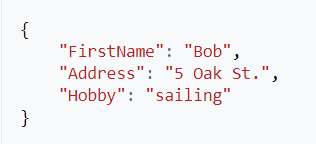 {
    "FirstName": "Bob",
    "Address": "5 Oak St.",
    "Hobby": "sailing"
}